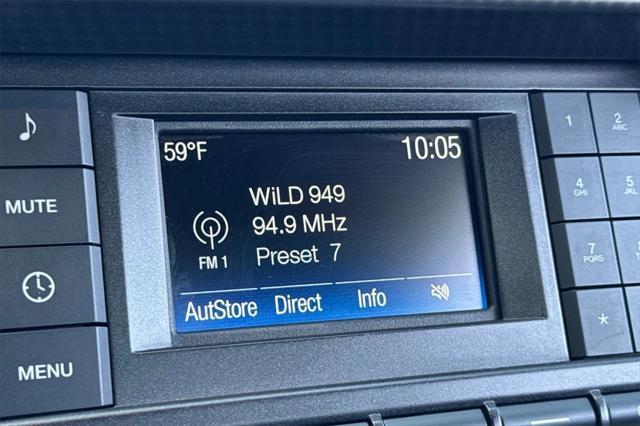 59°F 10:05
WiLD 949
94.9 MHz
FM 1
Preset 7
AutStore Direct Info
MUTE
MENU
1
2 ABC
4 GHI
5 JKL
7 PQRS
*